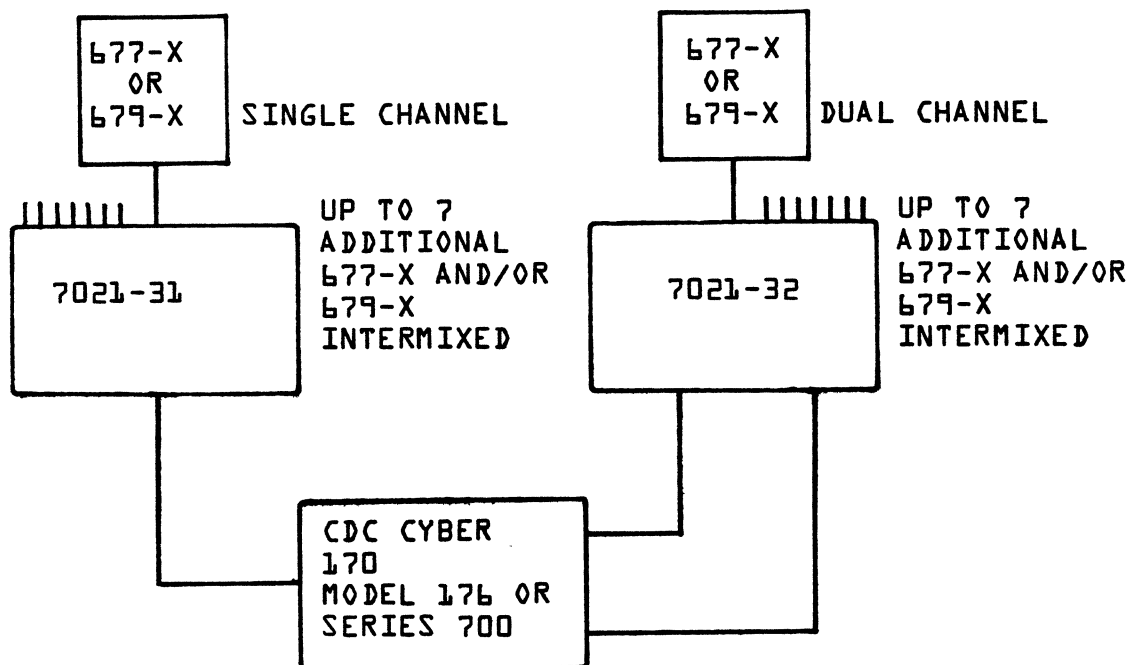 677-X
OR
679-X
SINGLE CHANNEL
677-X
OR
679-X
DUAL CHANNEL
7021-31
UP TO 7
ADDITIONAL
677-X AND/OR
679-X
INTERMIXED
7021-32
UP TO 7
ADDITIONAL
677-X AND/OR
679-X
INTERMIXED
CDC CYBER
170
MODEL 176 OR
SERIES 700